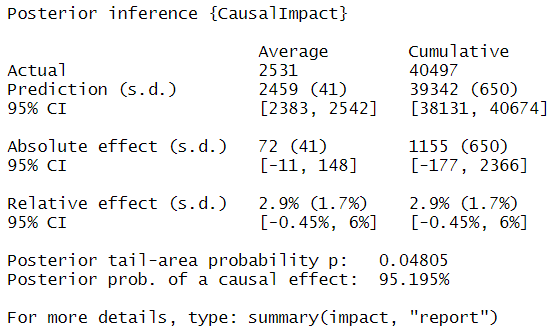 Posterior inference {CausalImpact}
Average Cumulative
Actual 2531 40497
Prediction (s.d.) 2459 (41) 39342 (650)
95% CI [2383, 2542] [38131, 40674]
Absolute effect (s.d.) 72 (41) 1155 (650)
95% CI [-11, 148] [-177, 2366]
Relative effect (s.d.) 2.9% (1.7%) 2.9% (1.7%)
95% CI [-0.45%, 6%] [-0.45%, 6%]
Posterior tail-area probability p: 0.04805
Posterior prob. of a causal effect: 95.195%
For more details, type: summary(impact, "report")